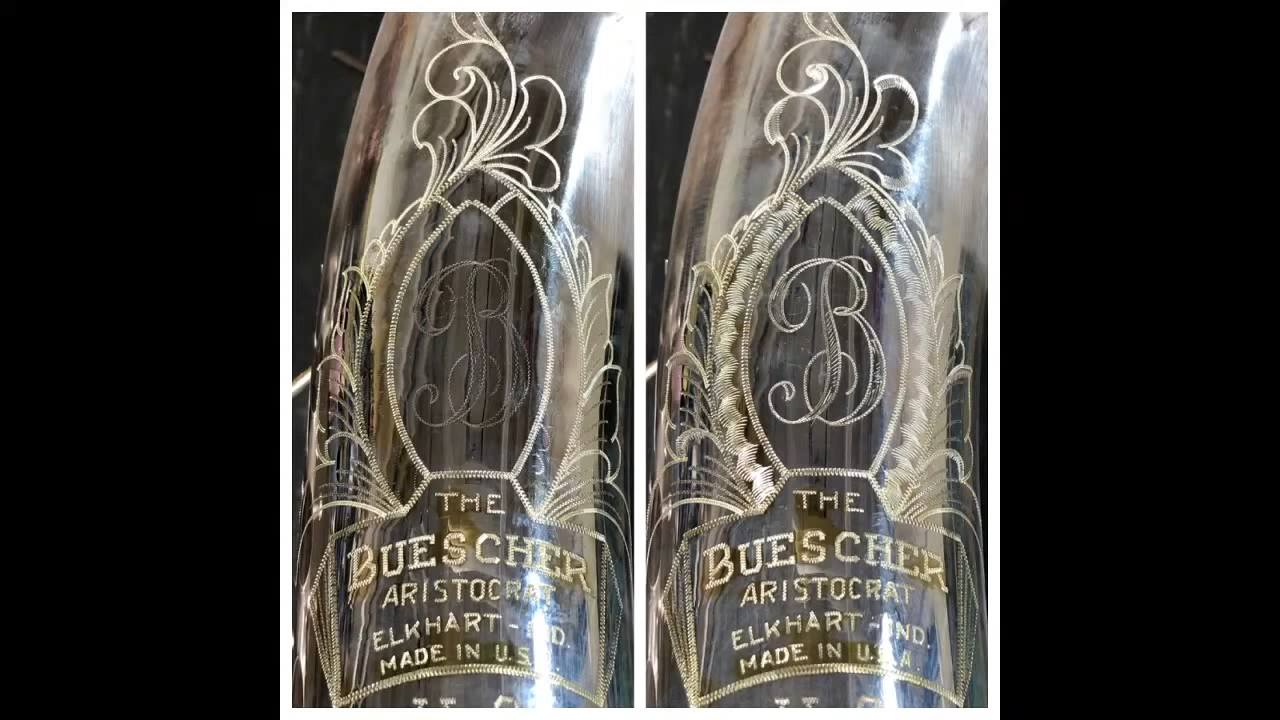 B
THE
BUESCHER
ARISTOCRAT
ELKHART-IND.
MADE IN U.S.
B
THE
BUESCHER
ARISTOCRAT
ELKHART-IND.
MADE IN U.S.A.